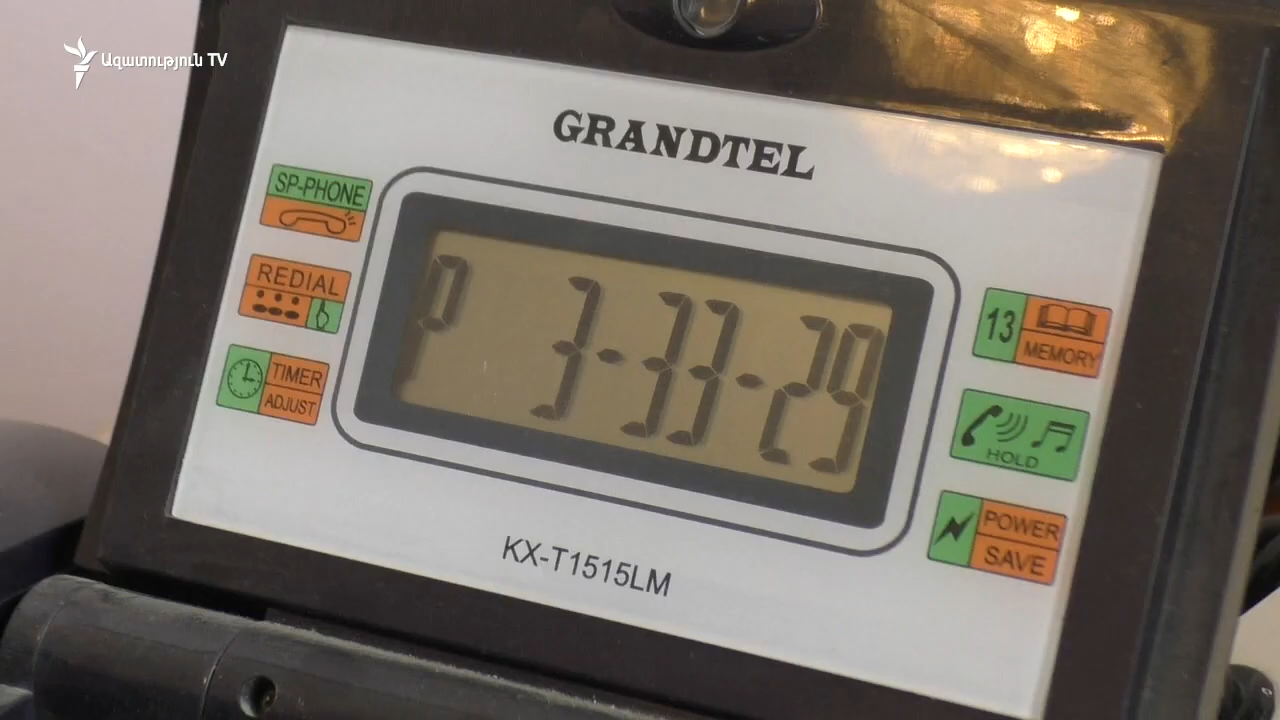 Ազատություն TV
GRANDTEL
SP-PHONE
REDIAL
TIMER
ADJUST
P 3-33-29
13
MEMORY
HOLD
POWER
SAVE
KX-T1515LM